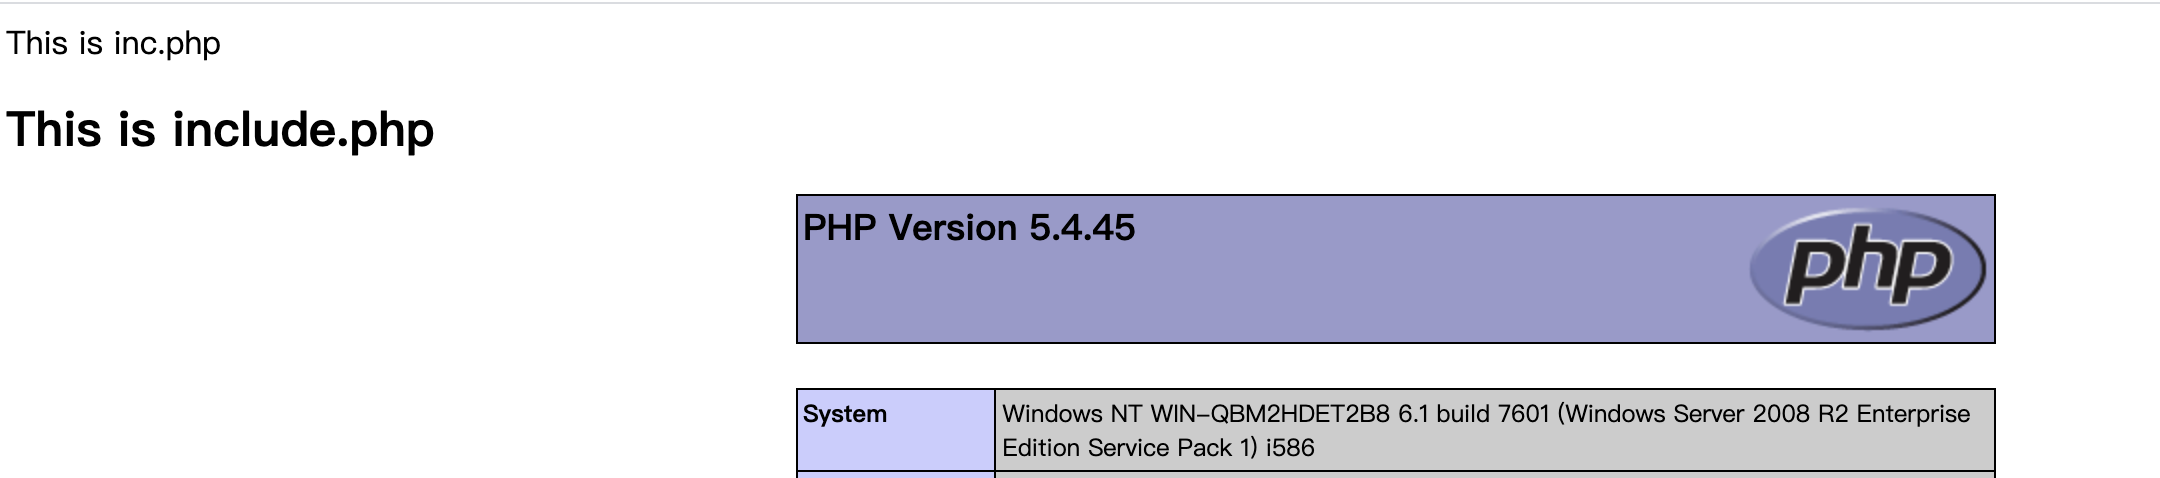 This is inc.php
This is include.php
PHP Version 5.4.45
php
System
Windows NT WIN-QBM2HDET2B8 6.1 build 7601 (Windows Server 2008 R2 Enterprise
Edition Service Pack 1) i586